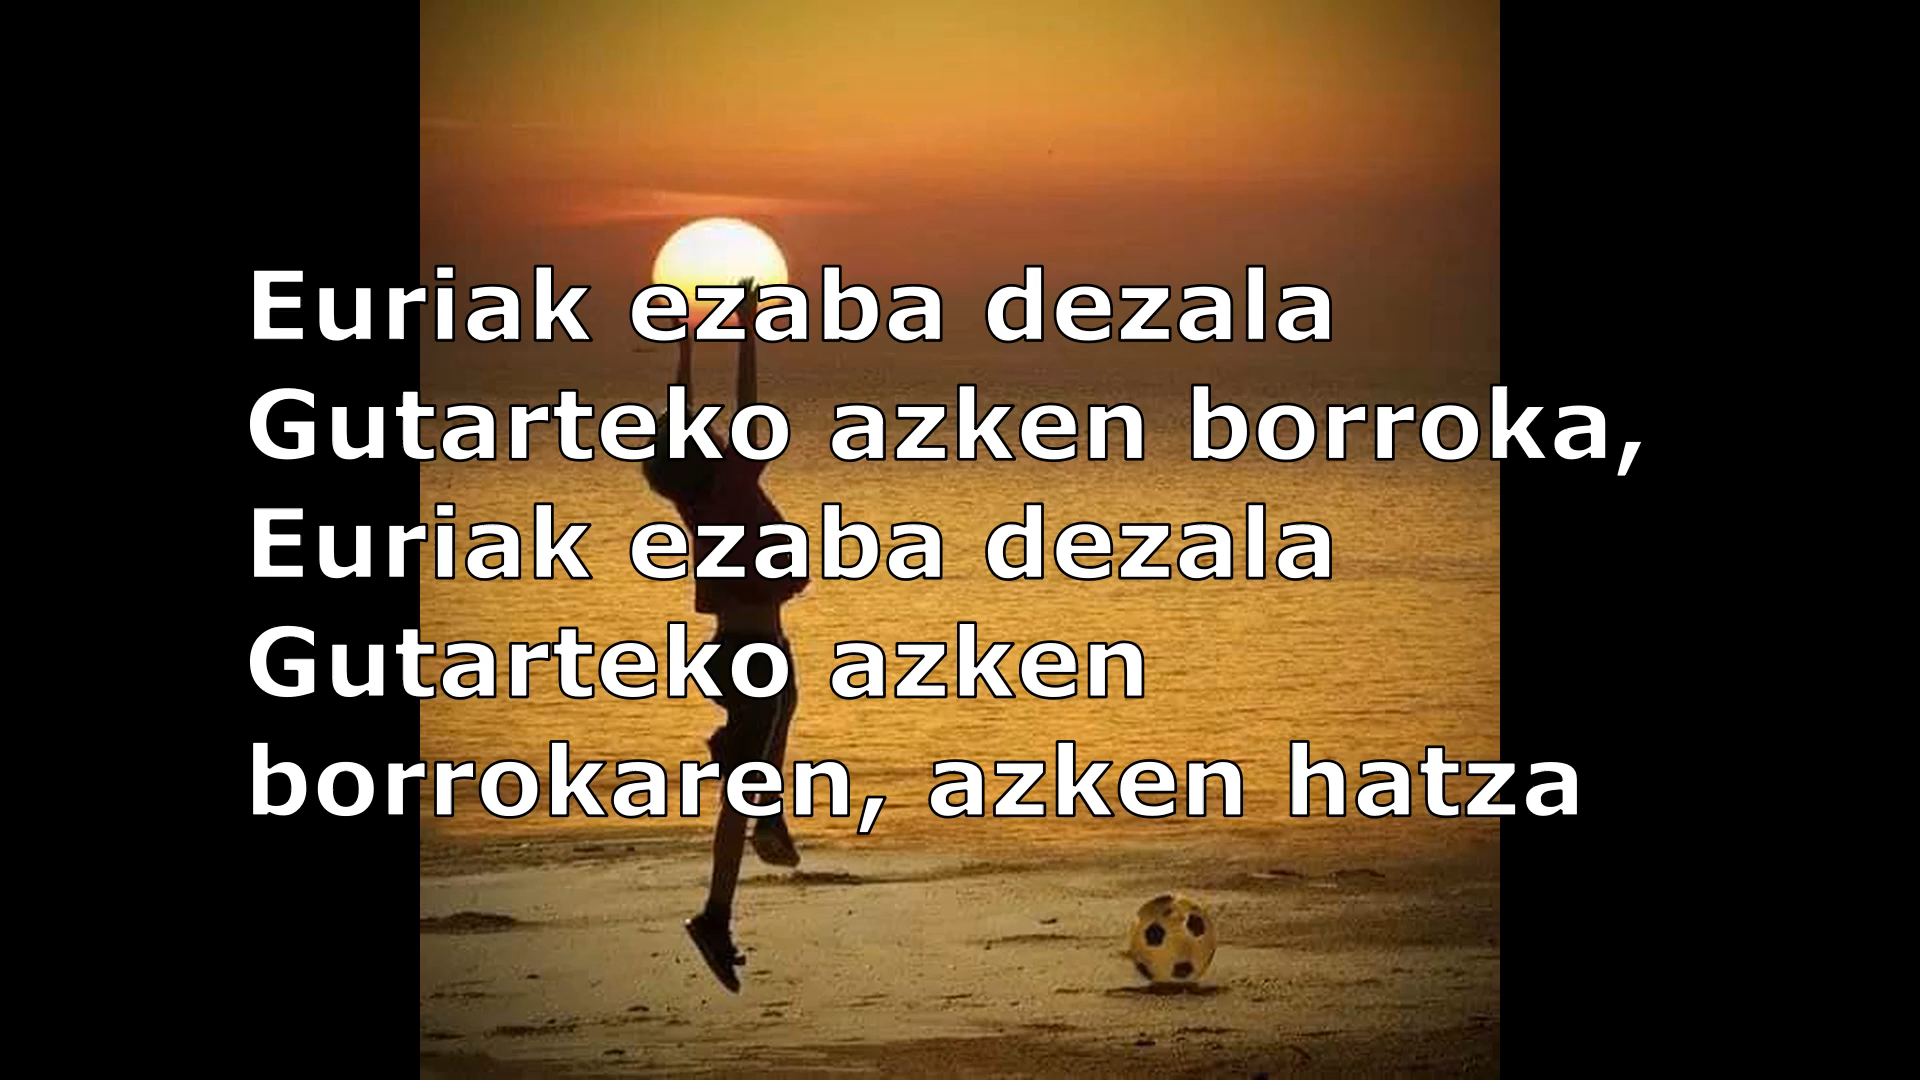 Euriak ezaba dezala
Gutarteko azken borroka,
Euriak ezaba dezala
Gutarteko azken
borrokaren, azken hatza